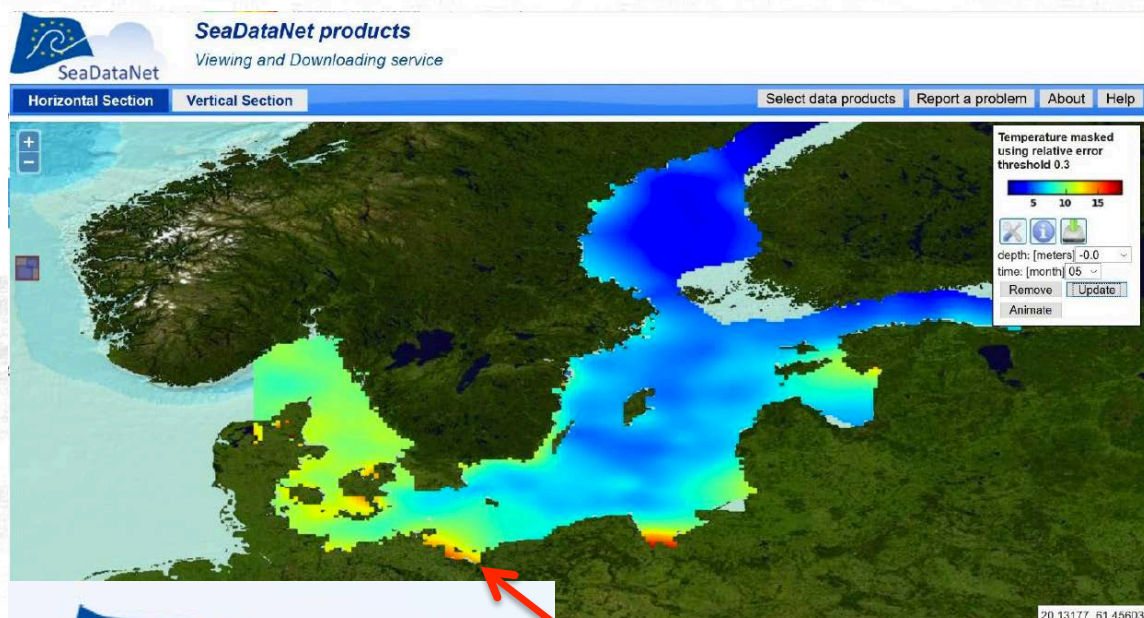 SeaDataNet products
Viewing and Downloading service
SeaDataNet
Horizontal Section
Vertical Section
Select data products
Report a problem
About
Help
+
−
Temperature masked
using relative error
threshold 0.3
5 10 15
depth: [meters] -0.0
time: [month] 05
Remove
Update
Animate
20.13177, 61.45603